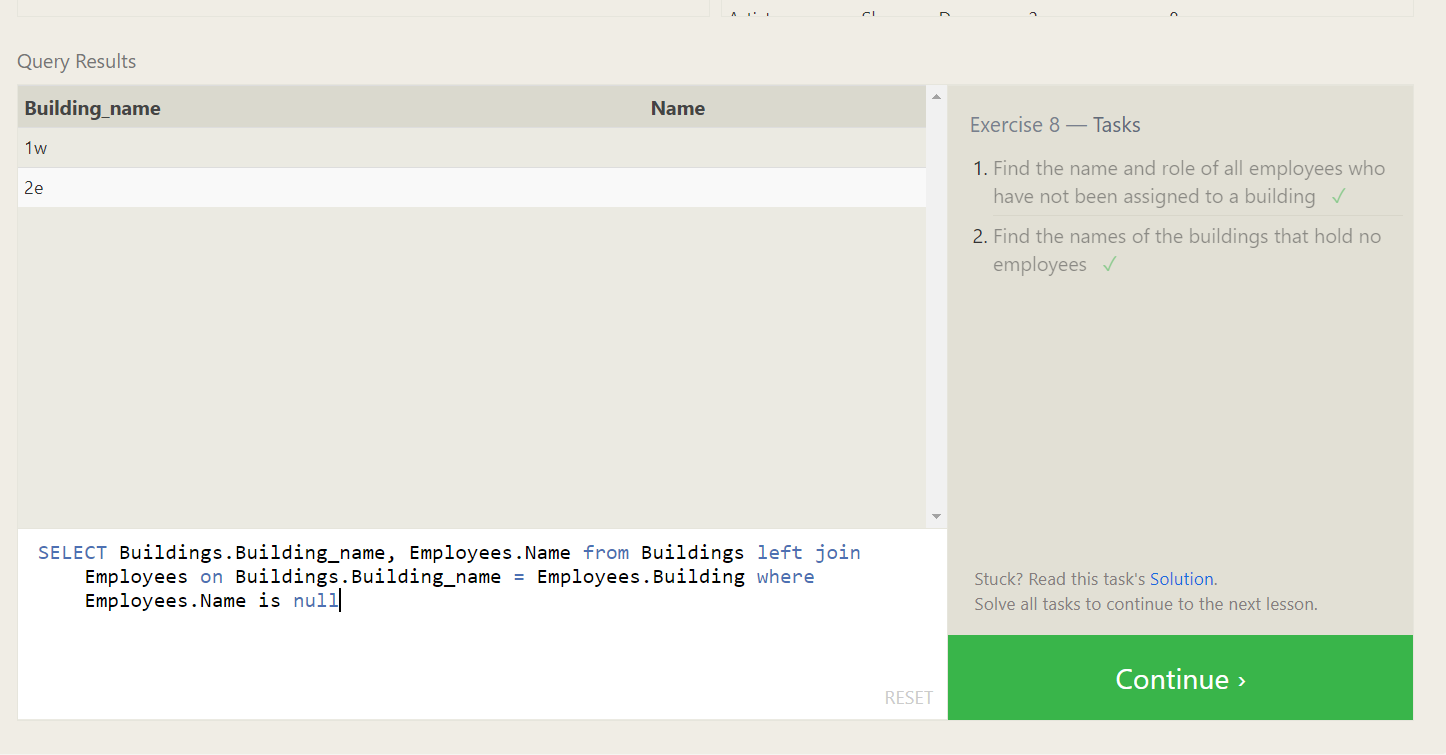 Query Results
Building_name Name
1w
2e
SELECT Buildings.Building_name, Employees.Name from Buildings left join
Employees on Buildings.Building_name = Employees.Building where
Employees.Name is null
RESET
Exercise 8 — Tasks
1. Find the name and role of all employees who
have not been assigned to a building ✓
2. Find the names of the buildings that hold no
employees ✓
Stuck? Read this task's Solution.
Solve all tasks to continue to the next lesson.
Continue ›